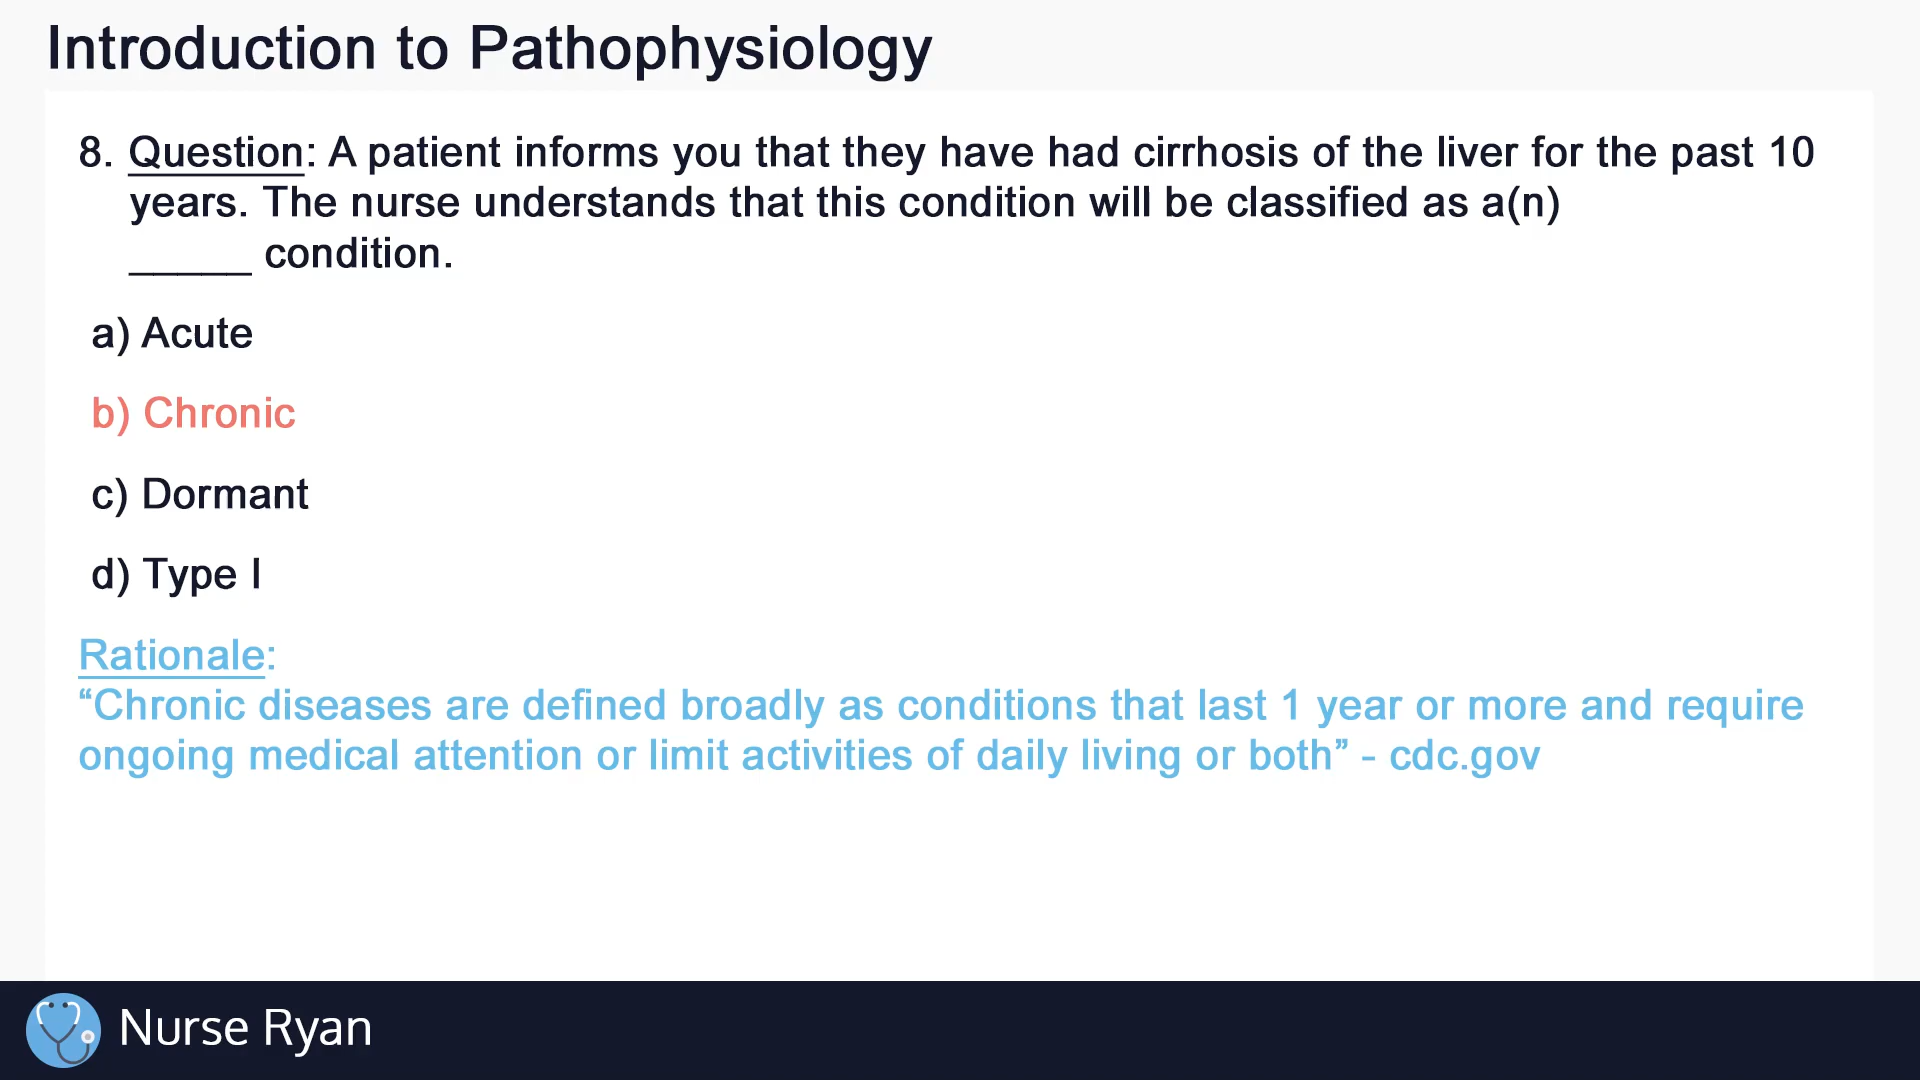 Introduction to Pathophysiology
8. Question: A patient informs you that they have had cirrhosis of the liver for the past 10
years. The nurse understands that this condition will be classified as a(n)
_____ condition.
a) Acute
b) Chronic
c) Dormant
d) Type I
Rationale:
“Chronic diseases are defined broadly as conditions that last 1 year or more and require
ongoing medical attention or limit activities of daily living or both” - cdc.gov
Nurse Ryan